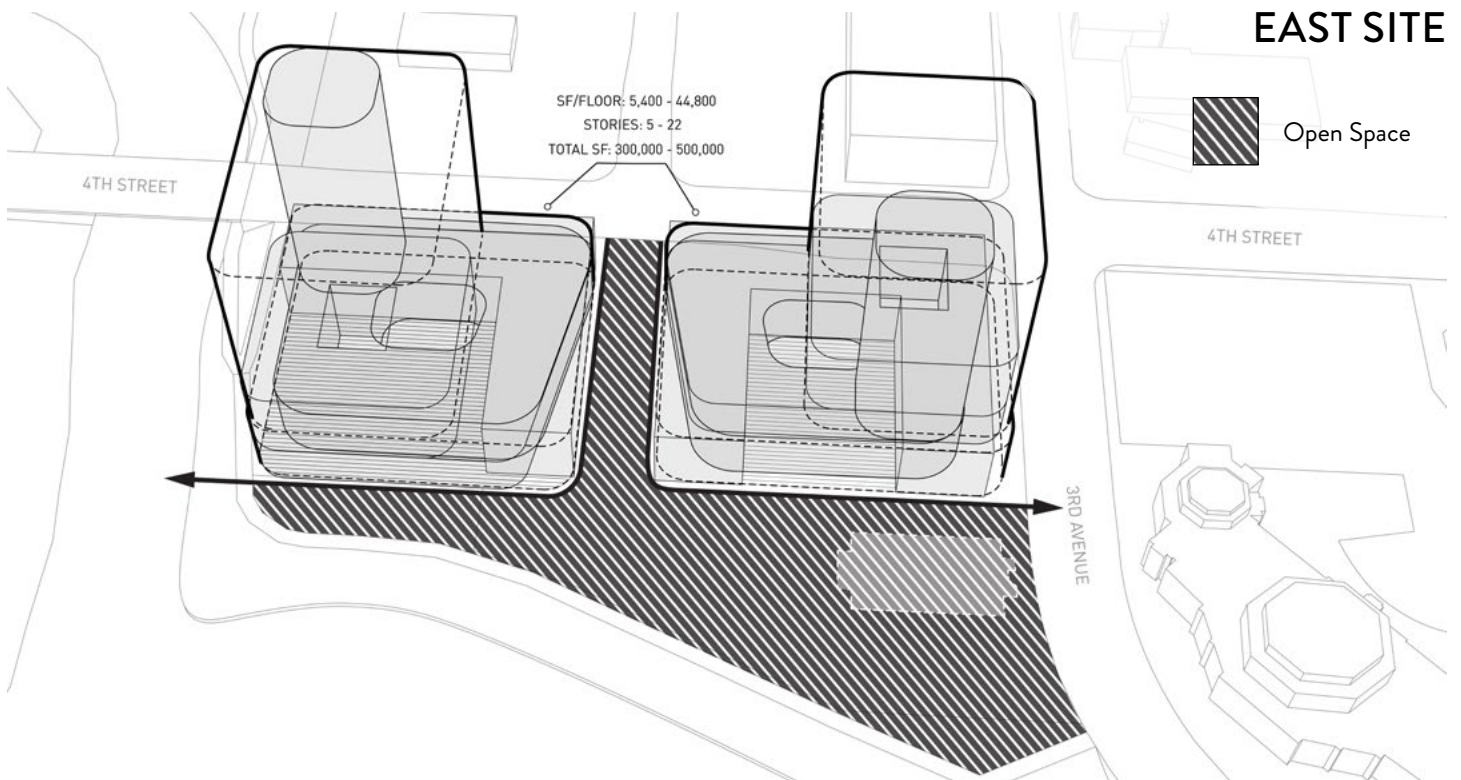 EAST SITE
Open Space
SF/FLOOR: 5,400 - 44,800
STORIES: 5 - 22
TOTAL SF: 300,000 - 500,000
4TH STREET
4TH STREET
3RD AVENUE